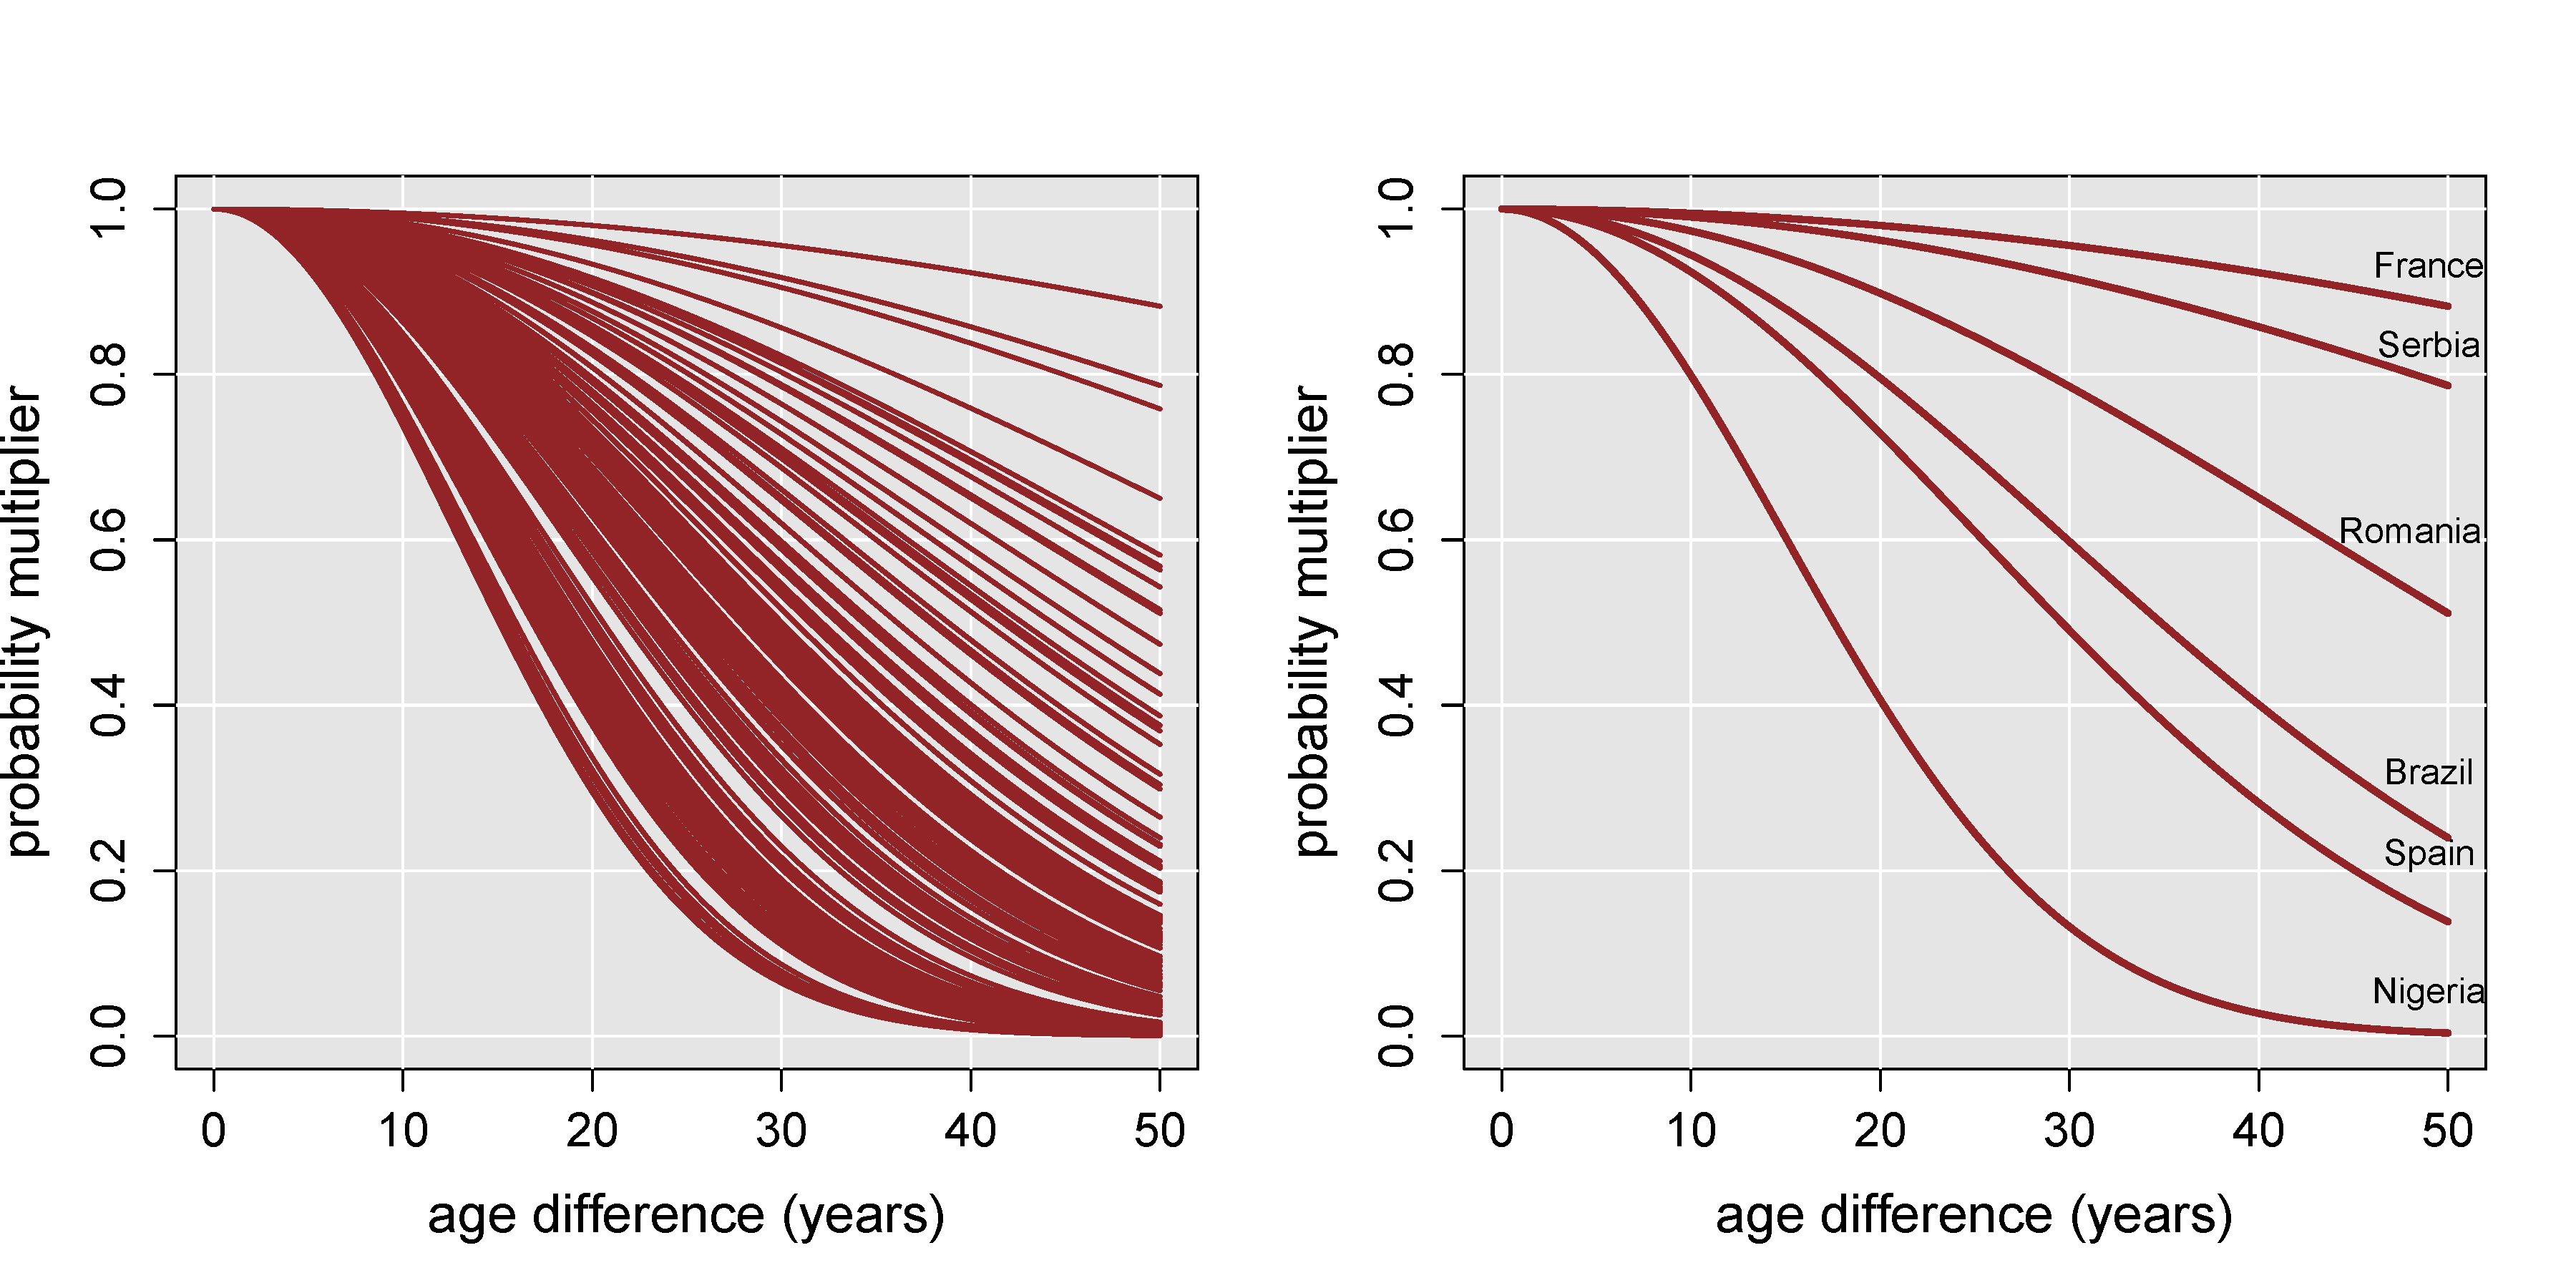 probability multiplier
1.0
0.8
0.6
0.4
0.2
0.0
0 10 20 30 40 50
age difference (years)
probability multiplier
1.0
0.8
0.6
0.4
0.2
0.0
France
Serbia
Romania
Brazil
Spain
Nigeria
0 10 20 30 40 50
age difference (years)